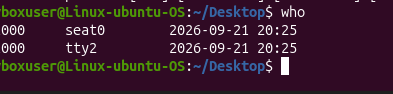 boxuser@Linux-ubuntu-OS:~/Desktop$ who
000 seat0 2026-09-21 20:25
000 tty2 2026-09-21 20:25
boxuser@Linux-ubuntu-OS:~/Desktop$